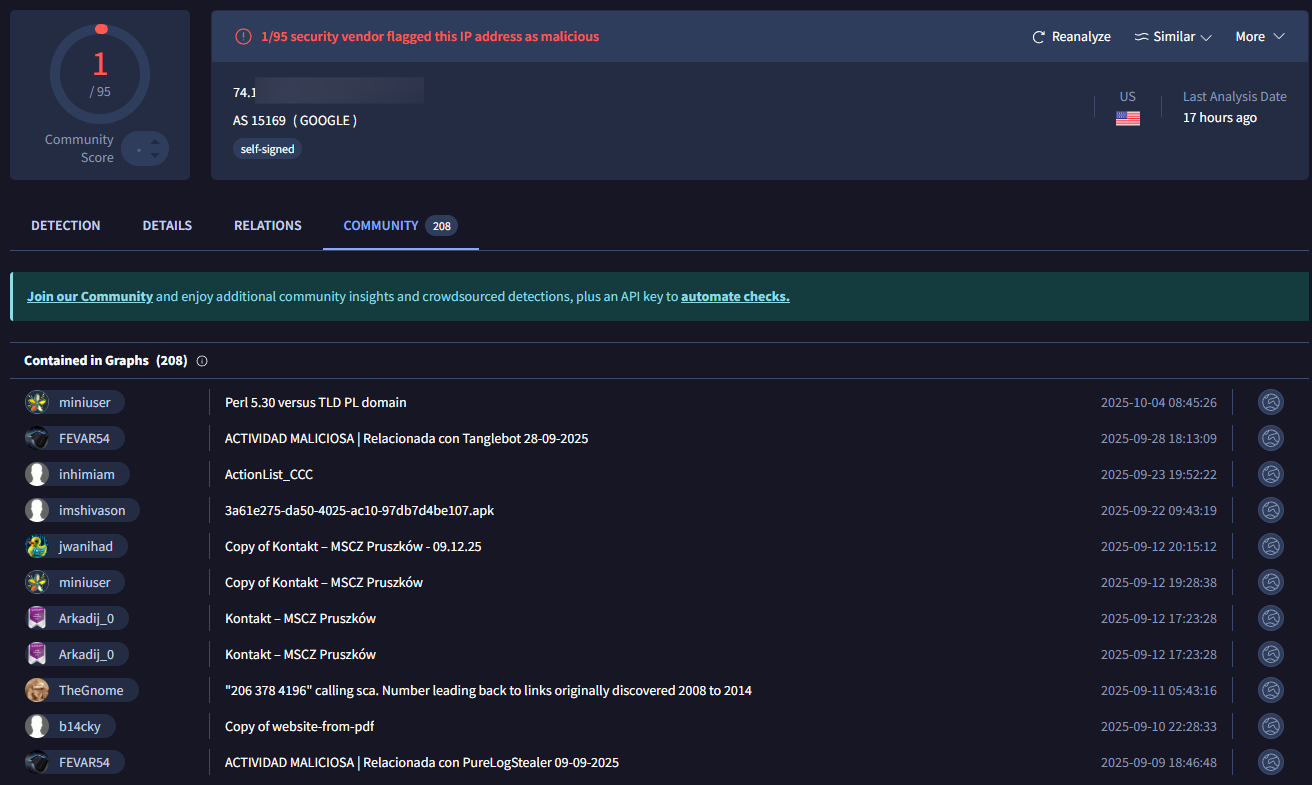 1
/ 95
Community
Score
-
1/95 security vendor flagged this IP address as malicious
Reanalyze
Similar
More
74.1
AS 15169 ( GOOGLE )
self-signed
US
Last Analysis Date
17 hours ago
DETECTION
DETAILS
RELATIONS
COMMUNITY 208
Join our Community and enjoy additional community insights and crowdsourced detections, plus an API key to automate checks.
Contained in Graphs (208)
miniuser Perl 5.30 versus TLD PL domain 2025-10-04 08:45:26
FEVAR54 ACTIVIDAD MALICIOSA | Relacionada con Tanglebot 28-09-2025 2025-09-28 18:13:09
inhimiam ActionList_CCC 2025-09-23 19:52:22
imshivason 3a61e275-da50-4025-ac10-97db7d4be107.apk 2025-09-22 09:43:19
jwanihad Copy of Kontakt – MSCZ Pruszków - 09.12.25 2025-09-12 20:15:12
miniuser Copy of Kontakt – MSCZ Pruszków 2025-09-12 19:28:38
Arkadij_0 Kontakt – MSCZ Pruszków 2025-09-12 17:23:28
Arkadij_0 Kontakt – MSCZ Pruszków 2025-09-12 17:23:28
TheGnome "206 378 4196" calling sca. Number leading back to links originally discovered 2008 to 2014 2025-09-11 05:43:16
b14cky Copy of website-from-pdf 2025-09-10 22:28:33
FEVAR54 ACTIVIDAD MALICIOSA | Relacionada con PureLogStealer 09-09-2025 2025-09-09 18:46:48